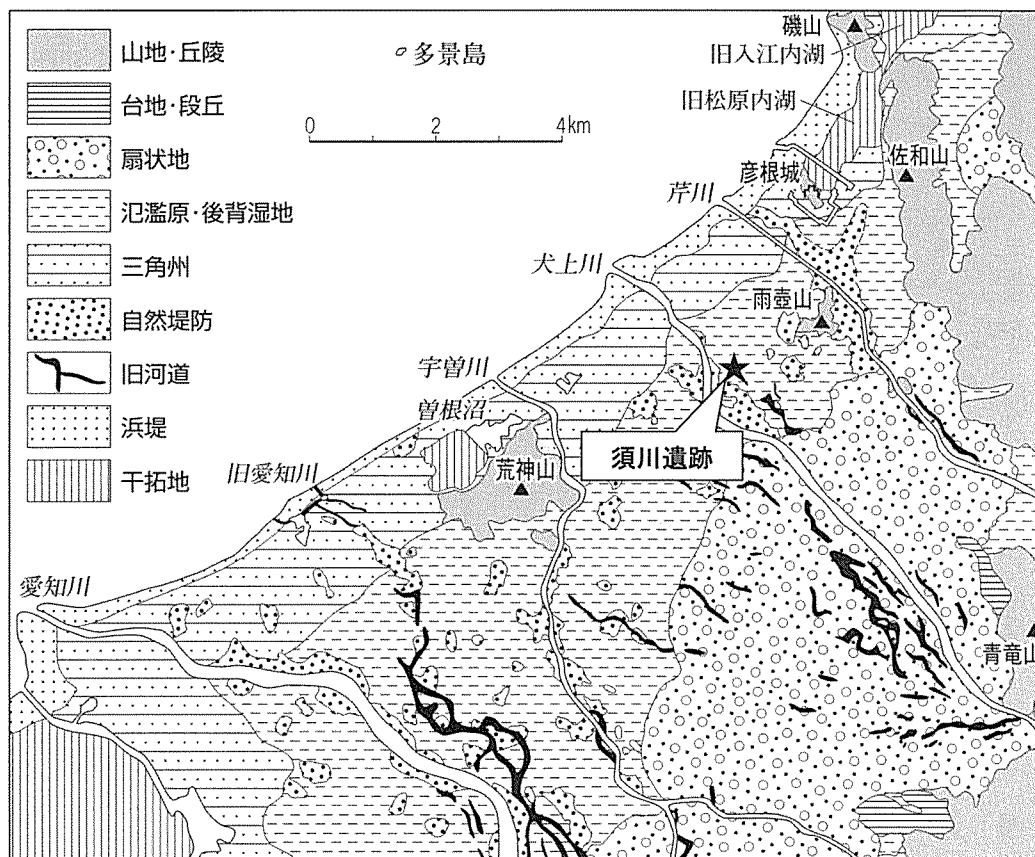 山地・丘陵
台地・段丘
扇状地
氾濫原・後背湿地
三角州
自然堤防
旧河道
浜堤
干拓地
多景島
0 2 4km
磯山
旧入江内湖
旧松原内湖
佐和山
彦根城
芹川
犬上川
雨壺山
宇曽川
曽根沼
須川遺跡
荒神山
旧愛知川
愛知川
青竜山